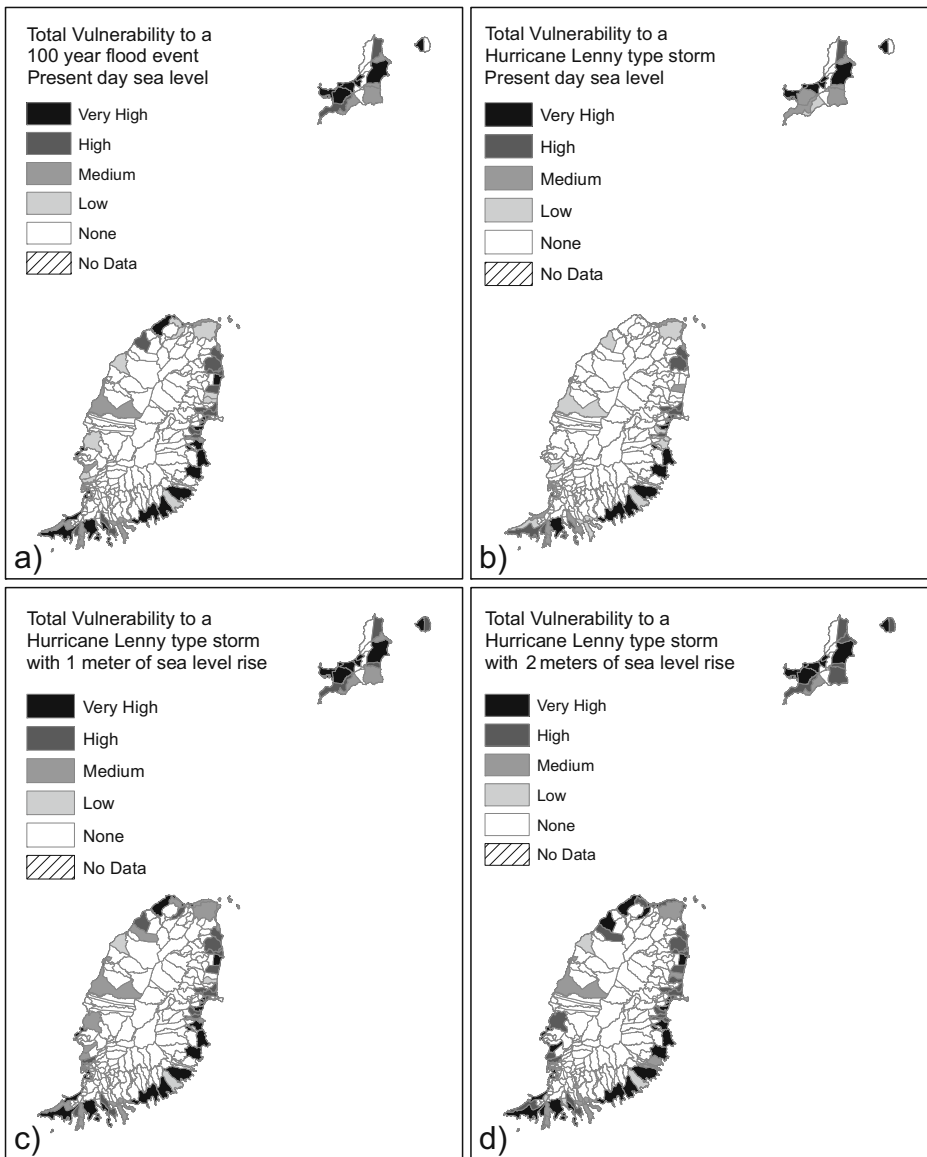 Total Vulnerability to a
100 year flood event
Present day sea level
Very High
High
Medium
Low
None
No Data
a)
Total Vulnerability to a
Hurricane Lenny type storm
Present day sea level
Very High
High
Medium
Low
None
No Data
b)
Total Vulnerability to a
Hurricane Lenny type storm
with 1 meter of sea level rise
Very High
High
Medium
Low
None
No Data
c)
Total Vulnerability to a
Hurricane Lenny type storm
with 2 meters of sea level rise
Very High
High
Medium
Low
None
No Data
d)